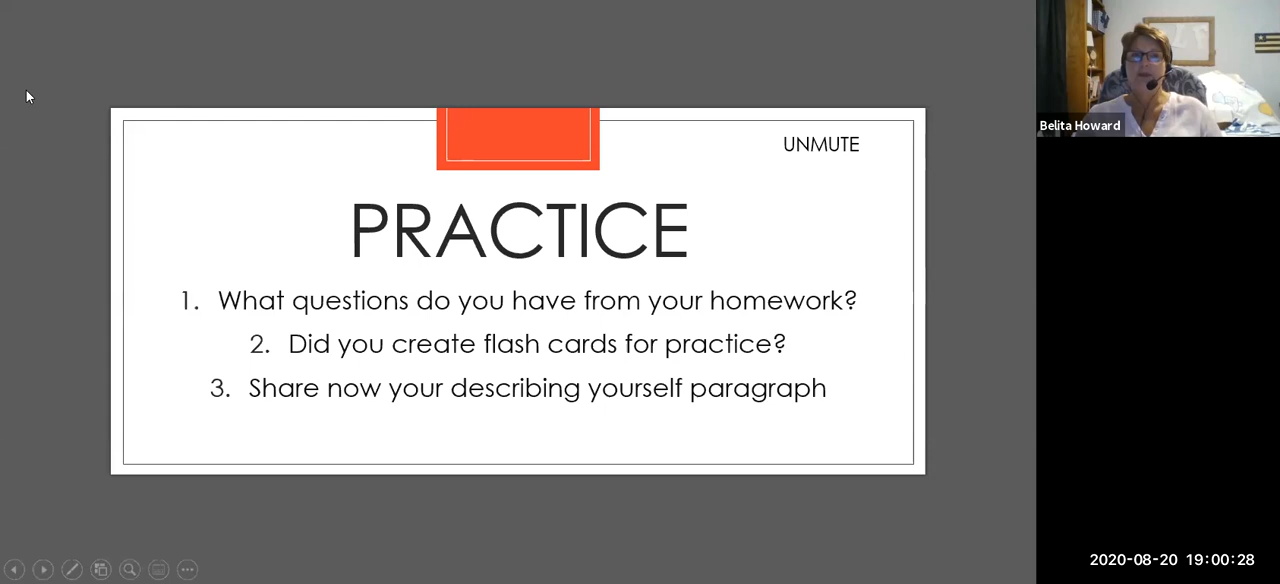 UNMUTE
PRACTICE
1. What questions do you have from your homework?
2. Did you create flash cards for practice?
3. Share now your describing yourself paragraph
Belita Howard
2020-08-20 19:00:28